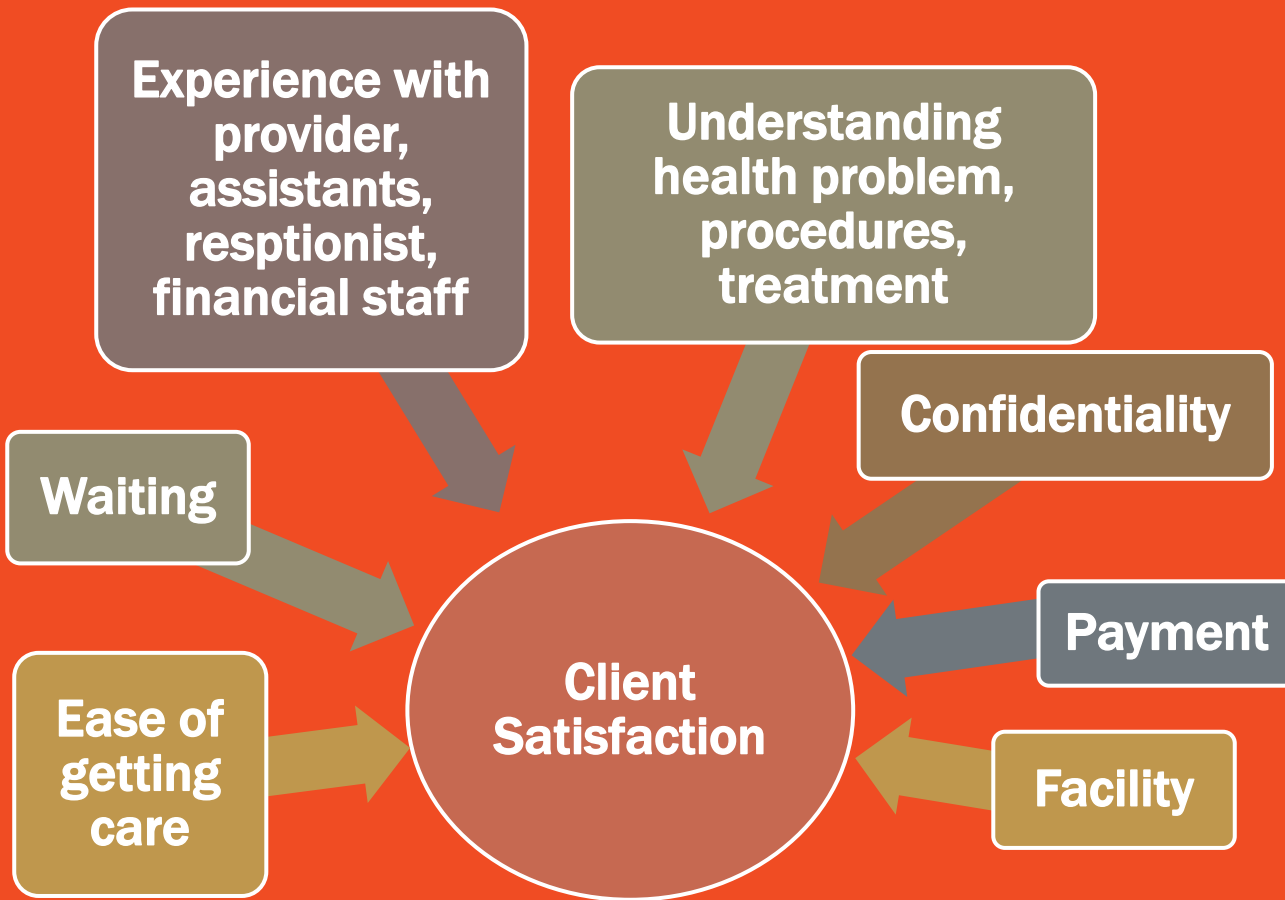 Experience with
provider,
assistants,
resptionist,
financial staff
Understanding
health problem,
procedures,
treatment
Confidentiality
Waiting
Payment
Ease of
getting
care
Client
Satisfaction
Facility